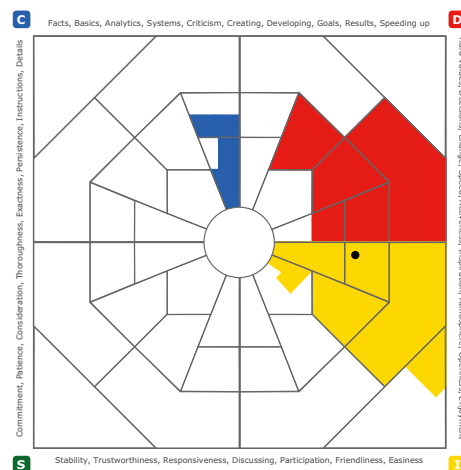 C
Facts, Basics, Analytics, Systems, Criticism, Creating, Developing, Goals, Results, Speeding up
D
Commitment, Patience, Consideration, Thoroughness, Exactness, Persistence, Instructions, Details
S
Stability, Trustworthiness, Responsiveness, Discussing, Participation, Friendliness, Easiness
I